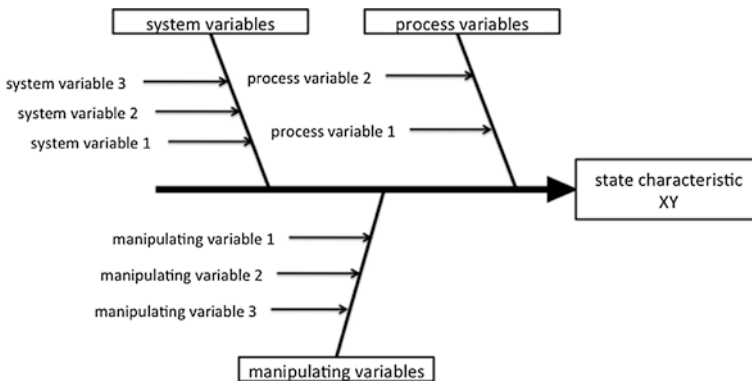 system variables
process variables
system variable 3
process variable 2
system variable 2
process variable 1
system variable 1
state characteristic
XY
manipulating variable 1
manipulating variable 2
manipulating variable 3
manipulating variables